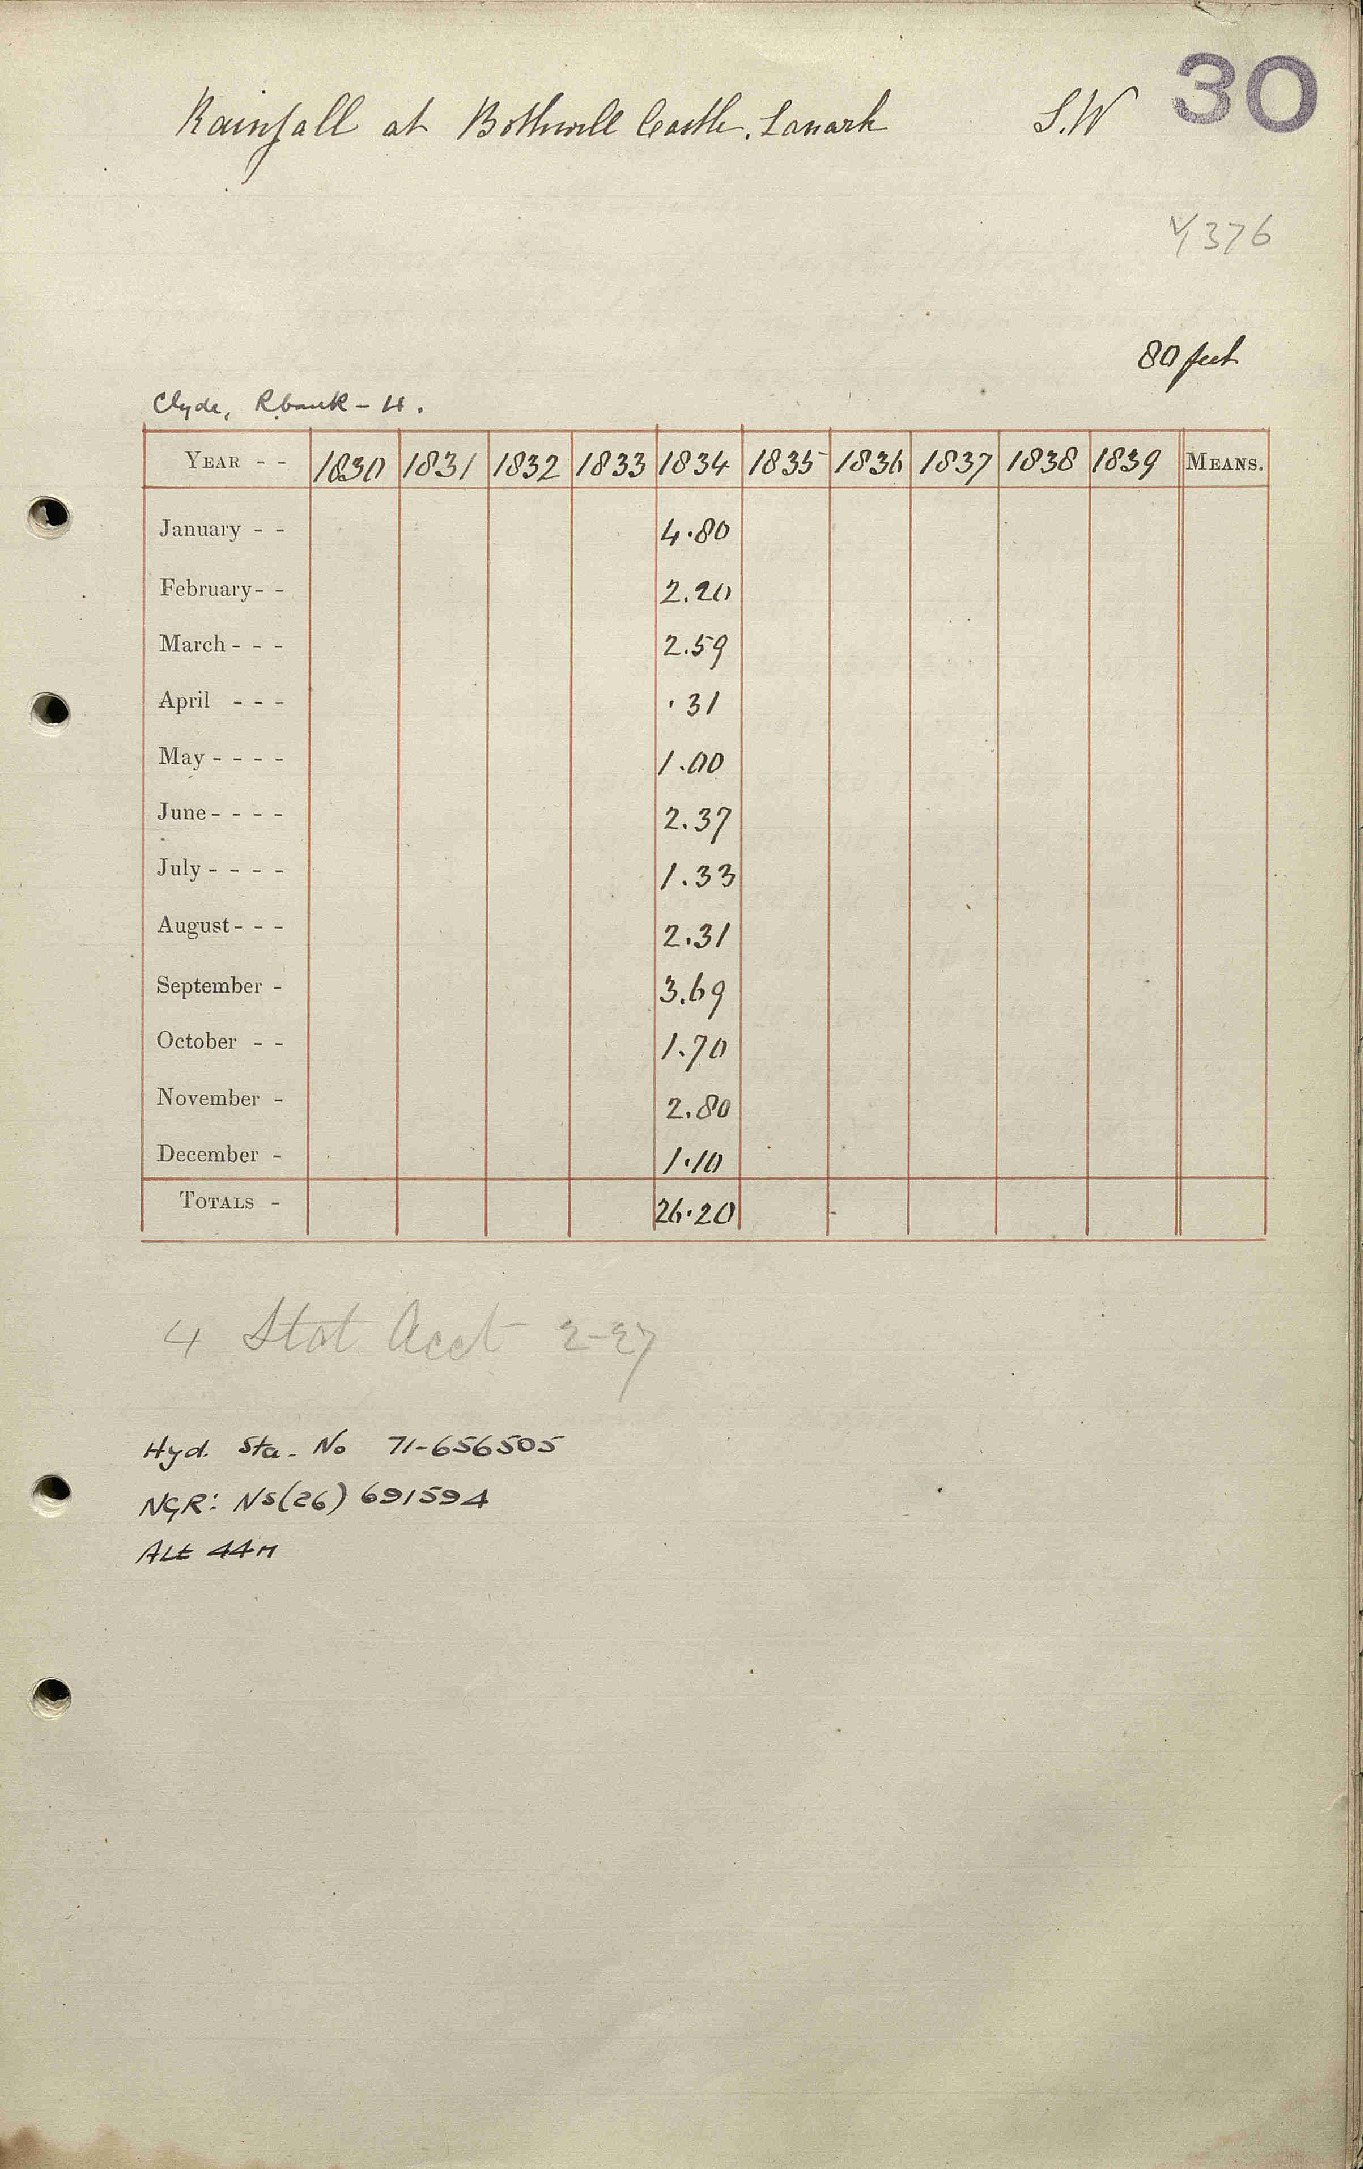 30
Rainfall at Bothwell Castle, Lanark S.W
4/376
80 feet
Clyde, Rbank - H.
YEAR - - 1830 1831 1832 1833 1834 1835 1836 1837 1838 1839 MEANS.
January - - 4.80
February - - 2.20
March - - - 2.59
April - - - .31
May - - - - 1.00
June - - - - 2.37
July - - - - 1.33
August - - - 2.31
September - 3.69
October - - 1.70
November - 2.80
December - 1.10
TOTALS - 26.20
4 Stat Acct 2-27
Hyd. Sta. No 71-656505
NGR: NS(26) 691594
Alt 44m